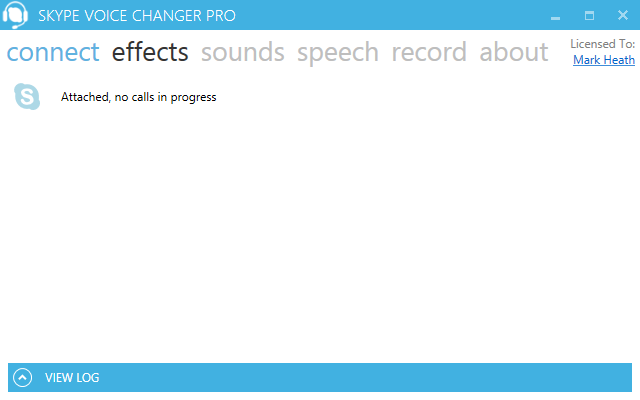 SKYPE VOICE CHANGER PRO
connect effects sounds speech record about
Licensed To:
Mark Heath
S
Attached, no calls in progress
VIEW LOG